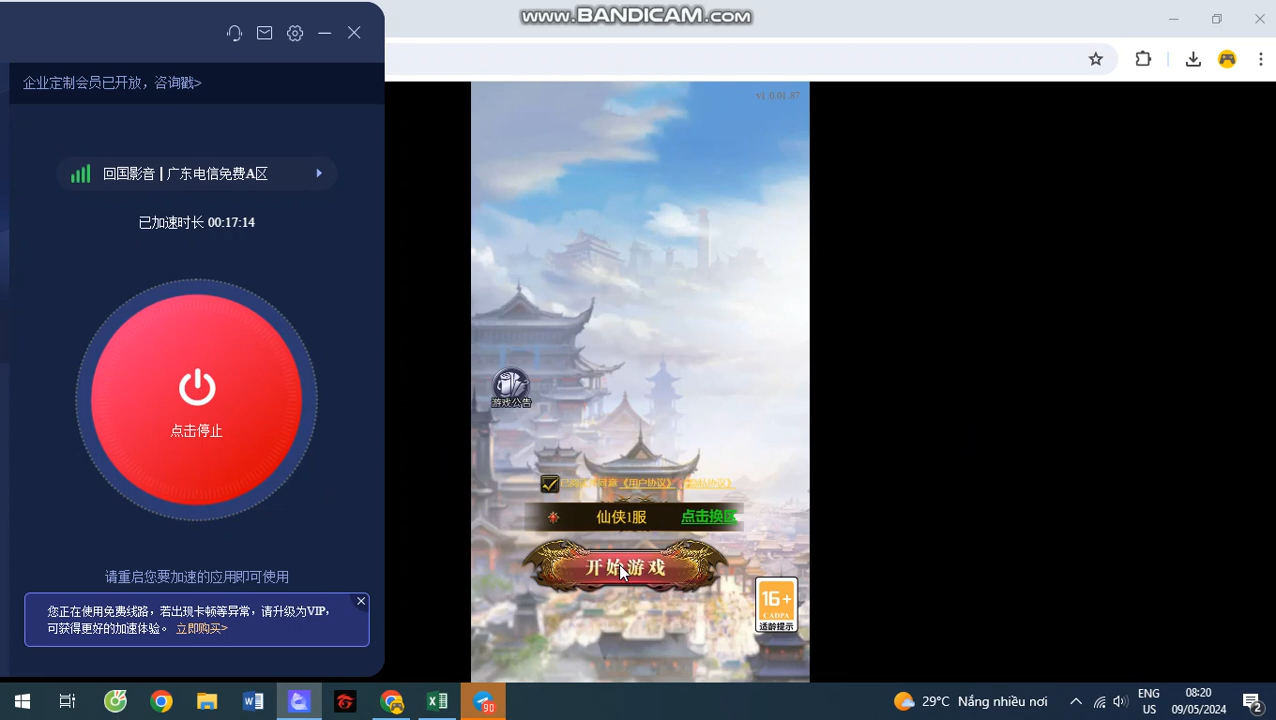 www.BANDICAM.com
企业定制会员已开放，咨询戳>
回国影音 | 广东电信免费A区
已加速时长 00:17:14
点击停止
请重启您要加速的应用即可使用
您正在使用免费线路，若出现卡顿等异常，请升级为VIP，
可获得更好的加速体验。 立即购买>
v1.0.01.87
游戏公告
《用户协议》
仙侠1服 点击换区
开始游戏
16+
CADPA
适龄提示
90
29°C Nắng nhiều nơi
ENG
US
08:20
09/05/2024
2